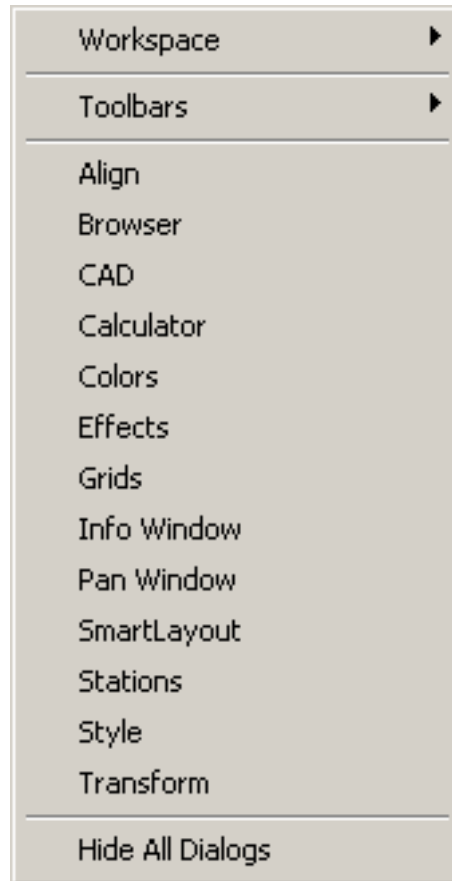 Workspace
Toolbars
Align
Browser
CAD
Calculator
Colors
Effects
Grids
Info Window
Pan Window
SmartLayout
Stations
Style
Transform
Hide All Dialogs